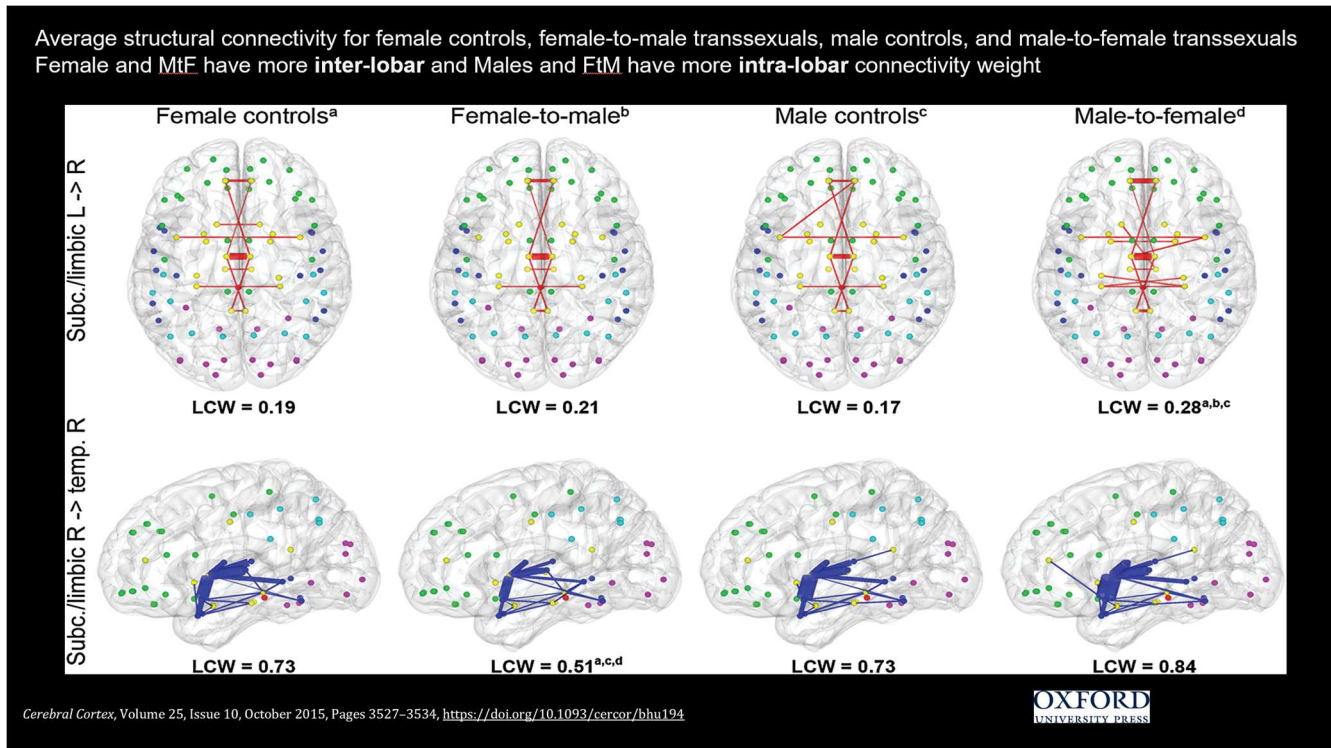 Average structural connectivity for female controls, female-to-male transsexuals, male controls, and male-to-female transsexuals
Female and MtF have more inter-lobar and Males and FtM have more intra-lobar connectivity weight
Female controlsᵃ
Female-to-maleᵇ
Male controlsᶜ
Male-to-femaleᵈ
Subc./limbic L -> R
LCW = 0.19
LCW = 0.21
LCW = 0.17
LCW = 0.28ᵃ,ᵇ,ᶜ
Subc./limbic R -> temp. R
LCW = 0.73
LCW = 0.51ᵃ,ᶜ,ᵈ
LCW = 0.73
LCW = 0.84
Cerebral Cortex, Volume 25, Issue 10, October 2015, Pages 3527–3534, https://doi.org/10.1093/cercor/bhu194
OXFORD
UNIVERSITY PRESS